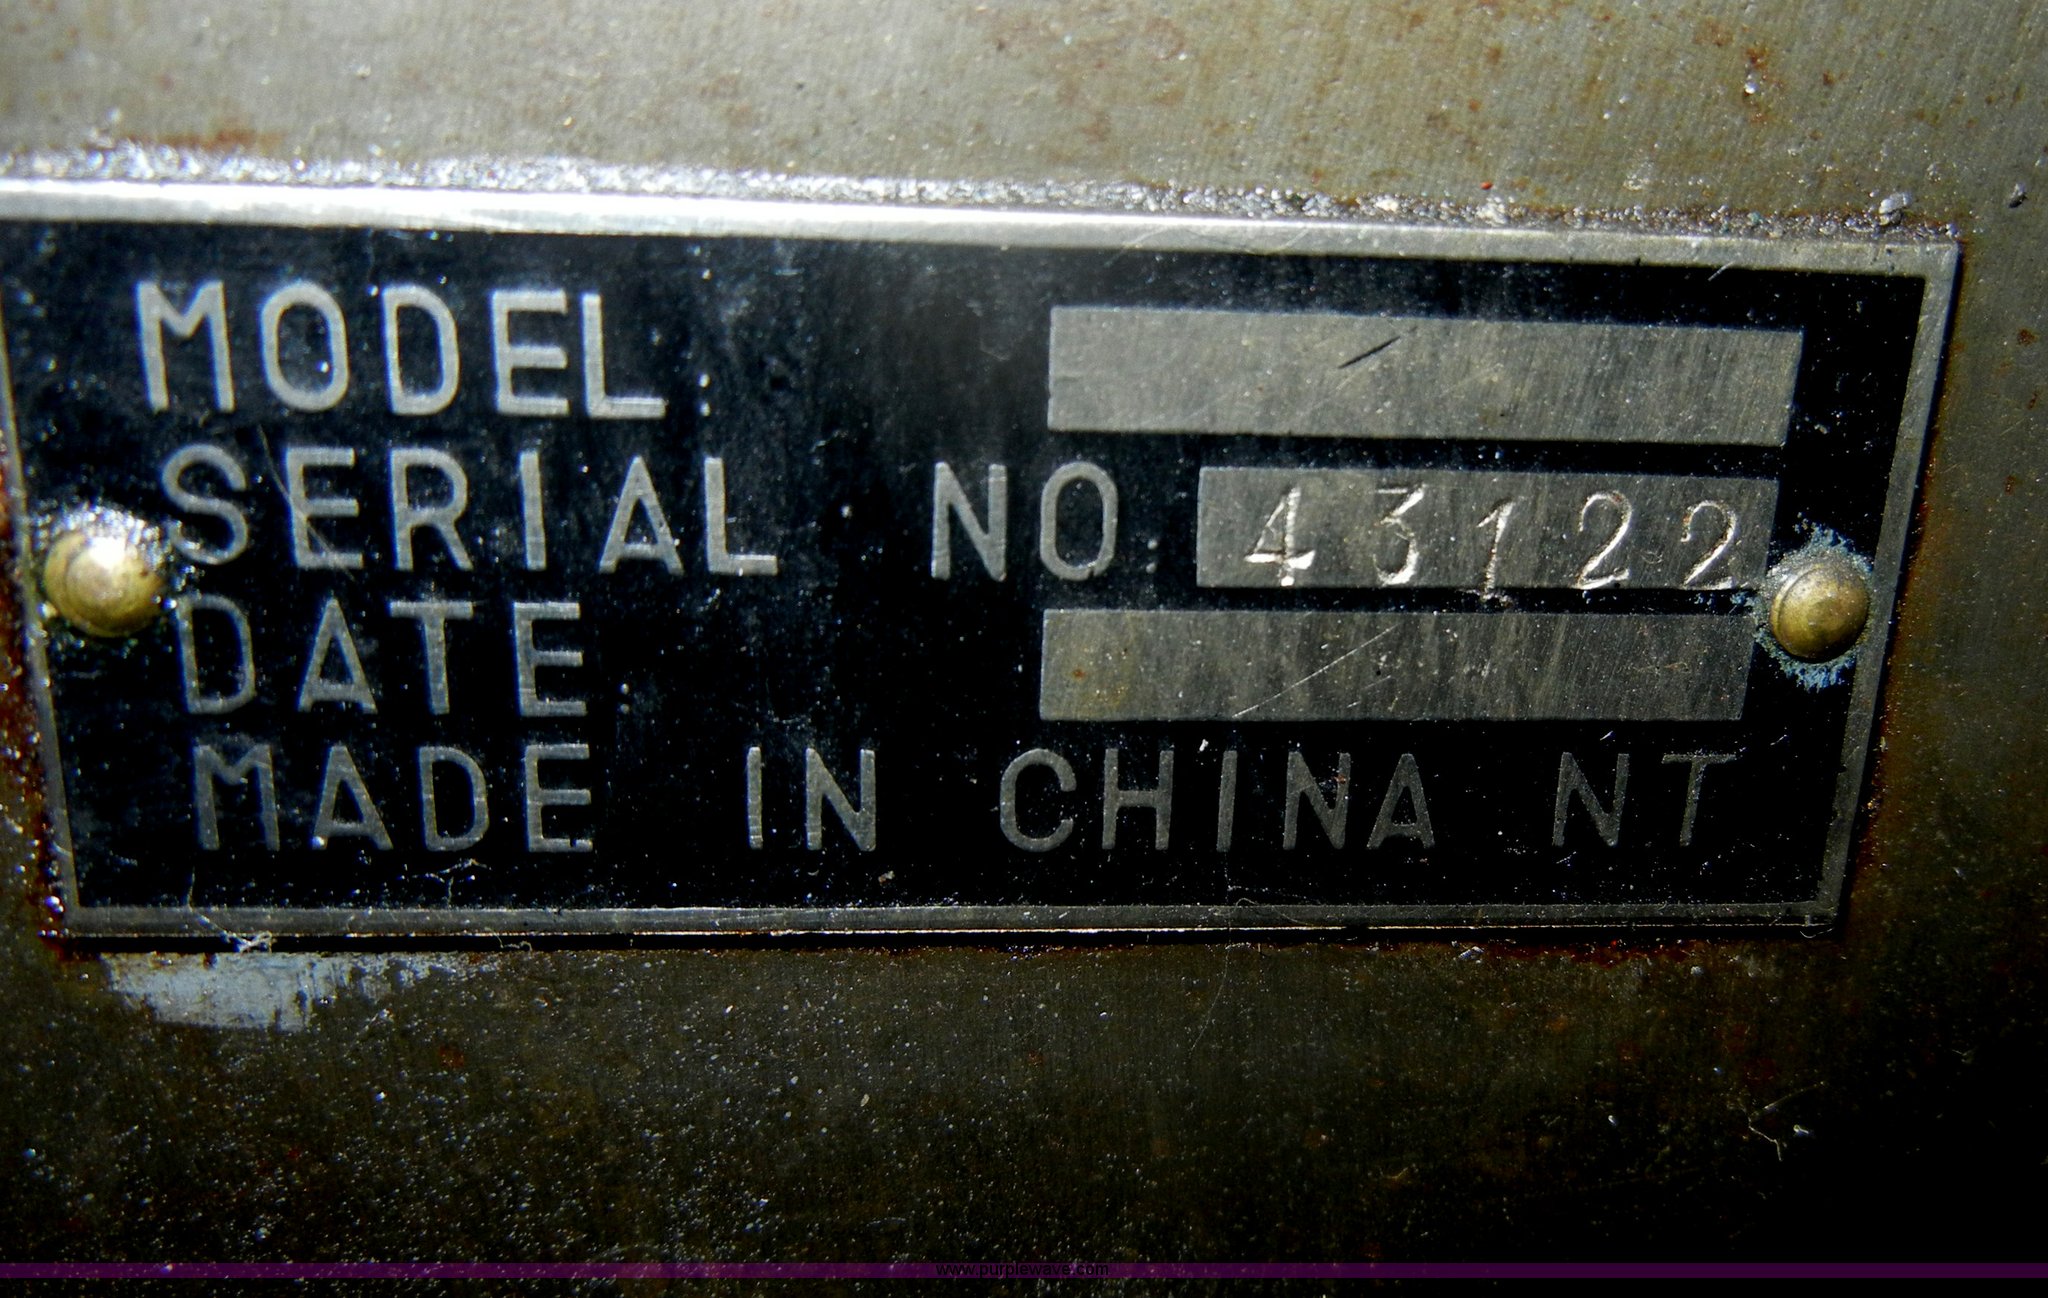 MODEL:
SERIAL NO: 43122
DATE:
MADE IN CHINA NT
www.purplewave.com